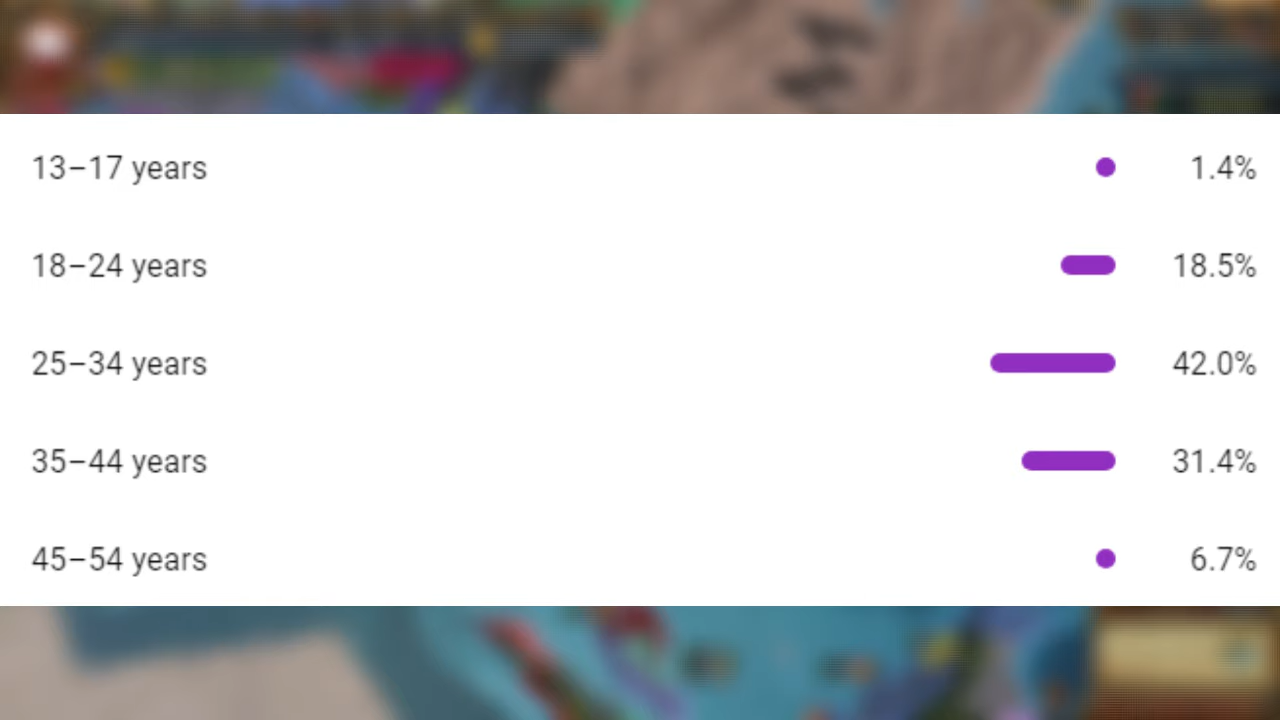 13–17 years 1.4%
18–24 years 18.5%
25–34 years 42.0%
35–44 years 31.4%
45–54 years 6.7%